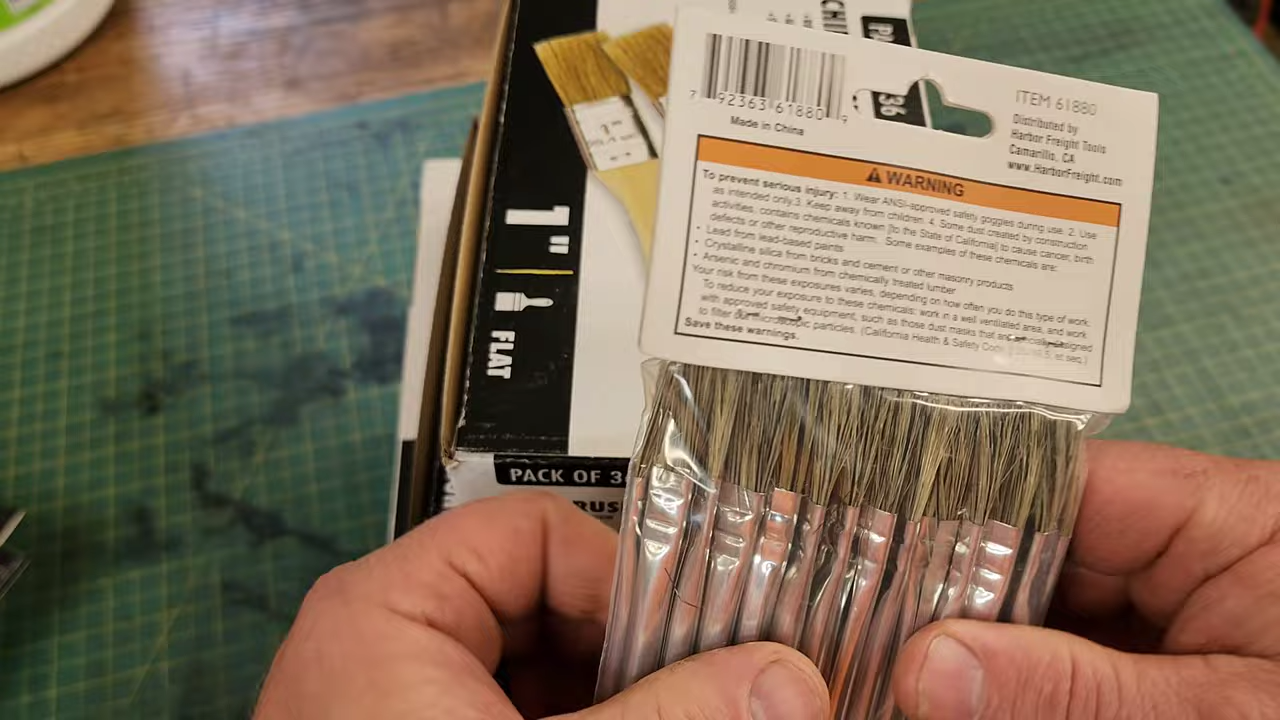 7 92363 61880 9
Made in China
36
ITEM 61880
Distributed by
Harbor Freight Tools
Camarillo, CA
www.HarborFreight.com
WARNING
To prevent serious injury: 1. Wear ANSI-approved safety goggles during use. 2. Use
as intended only.3. Keep away from children. 4. Some dust created by construction
activities, contains chemicals known [to the State of California] to cause cancer, birth
defects or other reproductive harm. Some examples of these chemicals are:
• Lead from lead-based paints
• Crystalline silica from bricks and cement or other masonry products
• Arsenic and chromium from chemically treated lumber
Your risk from these exposures varies, depending on how often you do this type of work.
To reduce your exposure to these chemicals: work in a well ventilated area, and work
with approved safety equipment, such as those dust masks that are specially designed
to filter out microscopic particles. (California Health & Safety Code et seq.)
Save these warnings.
1"
1"
FLAT
PACK OF 3